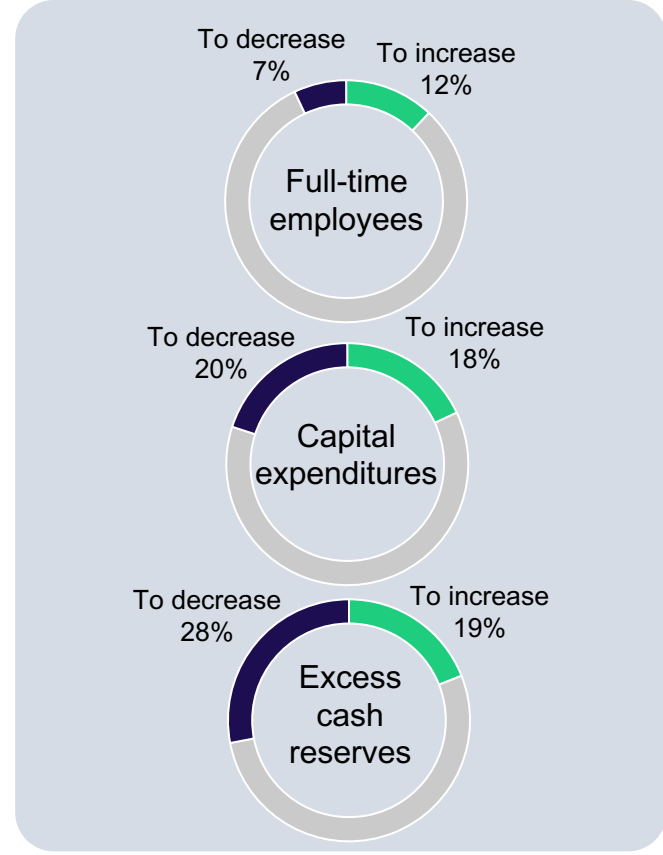 To decrease
7%
To increase
12%
Full-time
employees
To decrease
20%
To increase
18%
Capital
expenditures
To decrease
28%
To increase
19%
Excess
cash
reserves